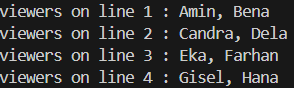 viewers on line 1 : Amin, Bena
viewers on line 2 : Candra, Dela
viewers on line 3 : Eka, Farhan
viewers on line 4 : Gisel, Hana